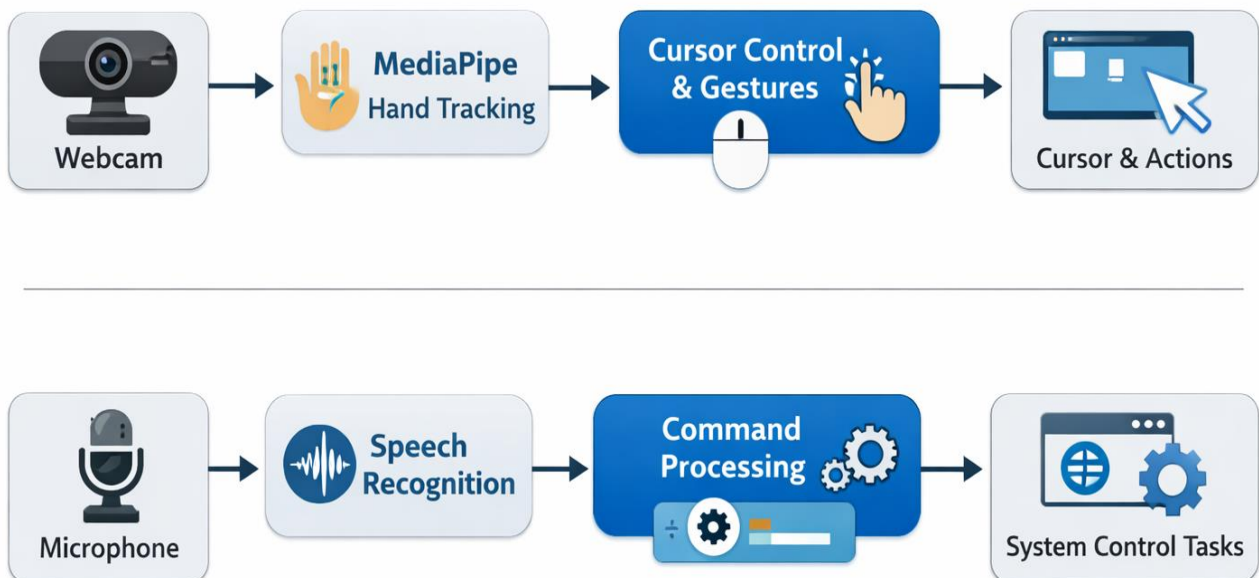 Webcam
MediaPipe
Hand Tracking
Cursor Control
& Gestures
Cursor & Actions
Microphone
Speech
Recognition
Command
Processing
System Control Tasks